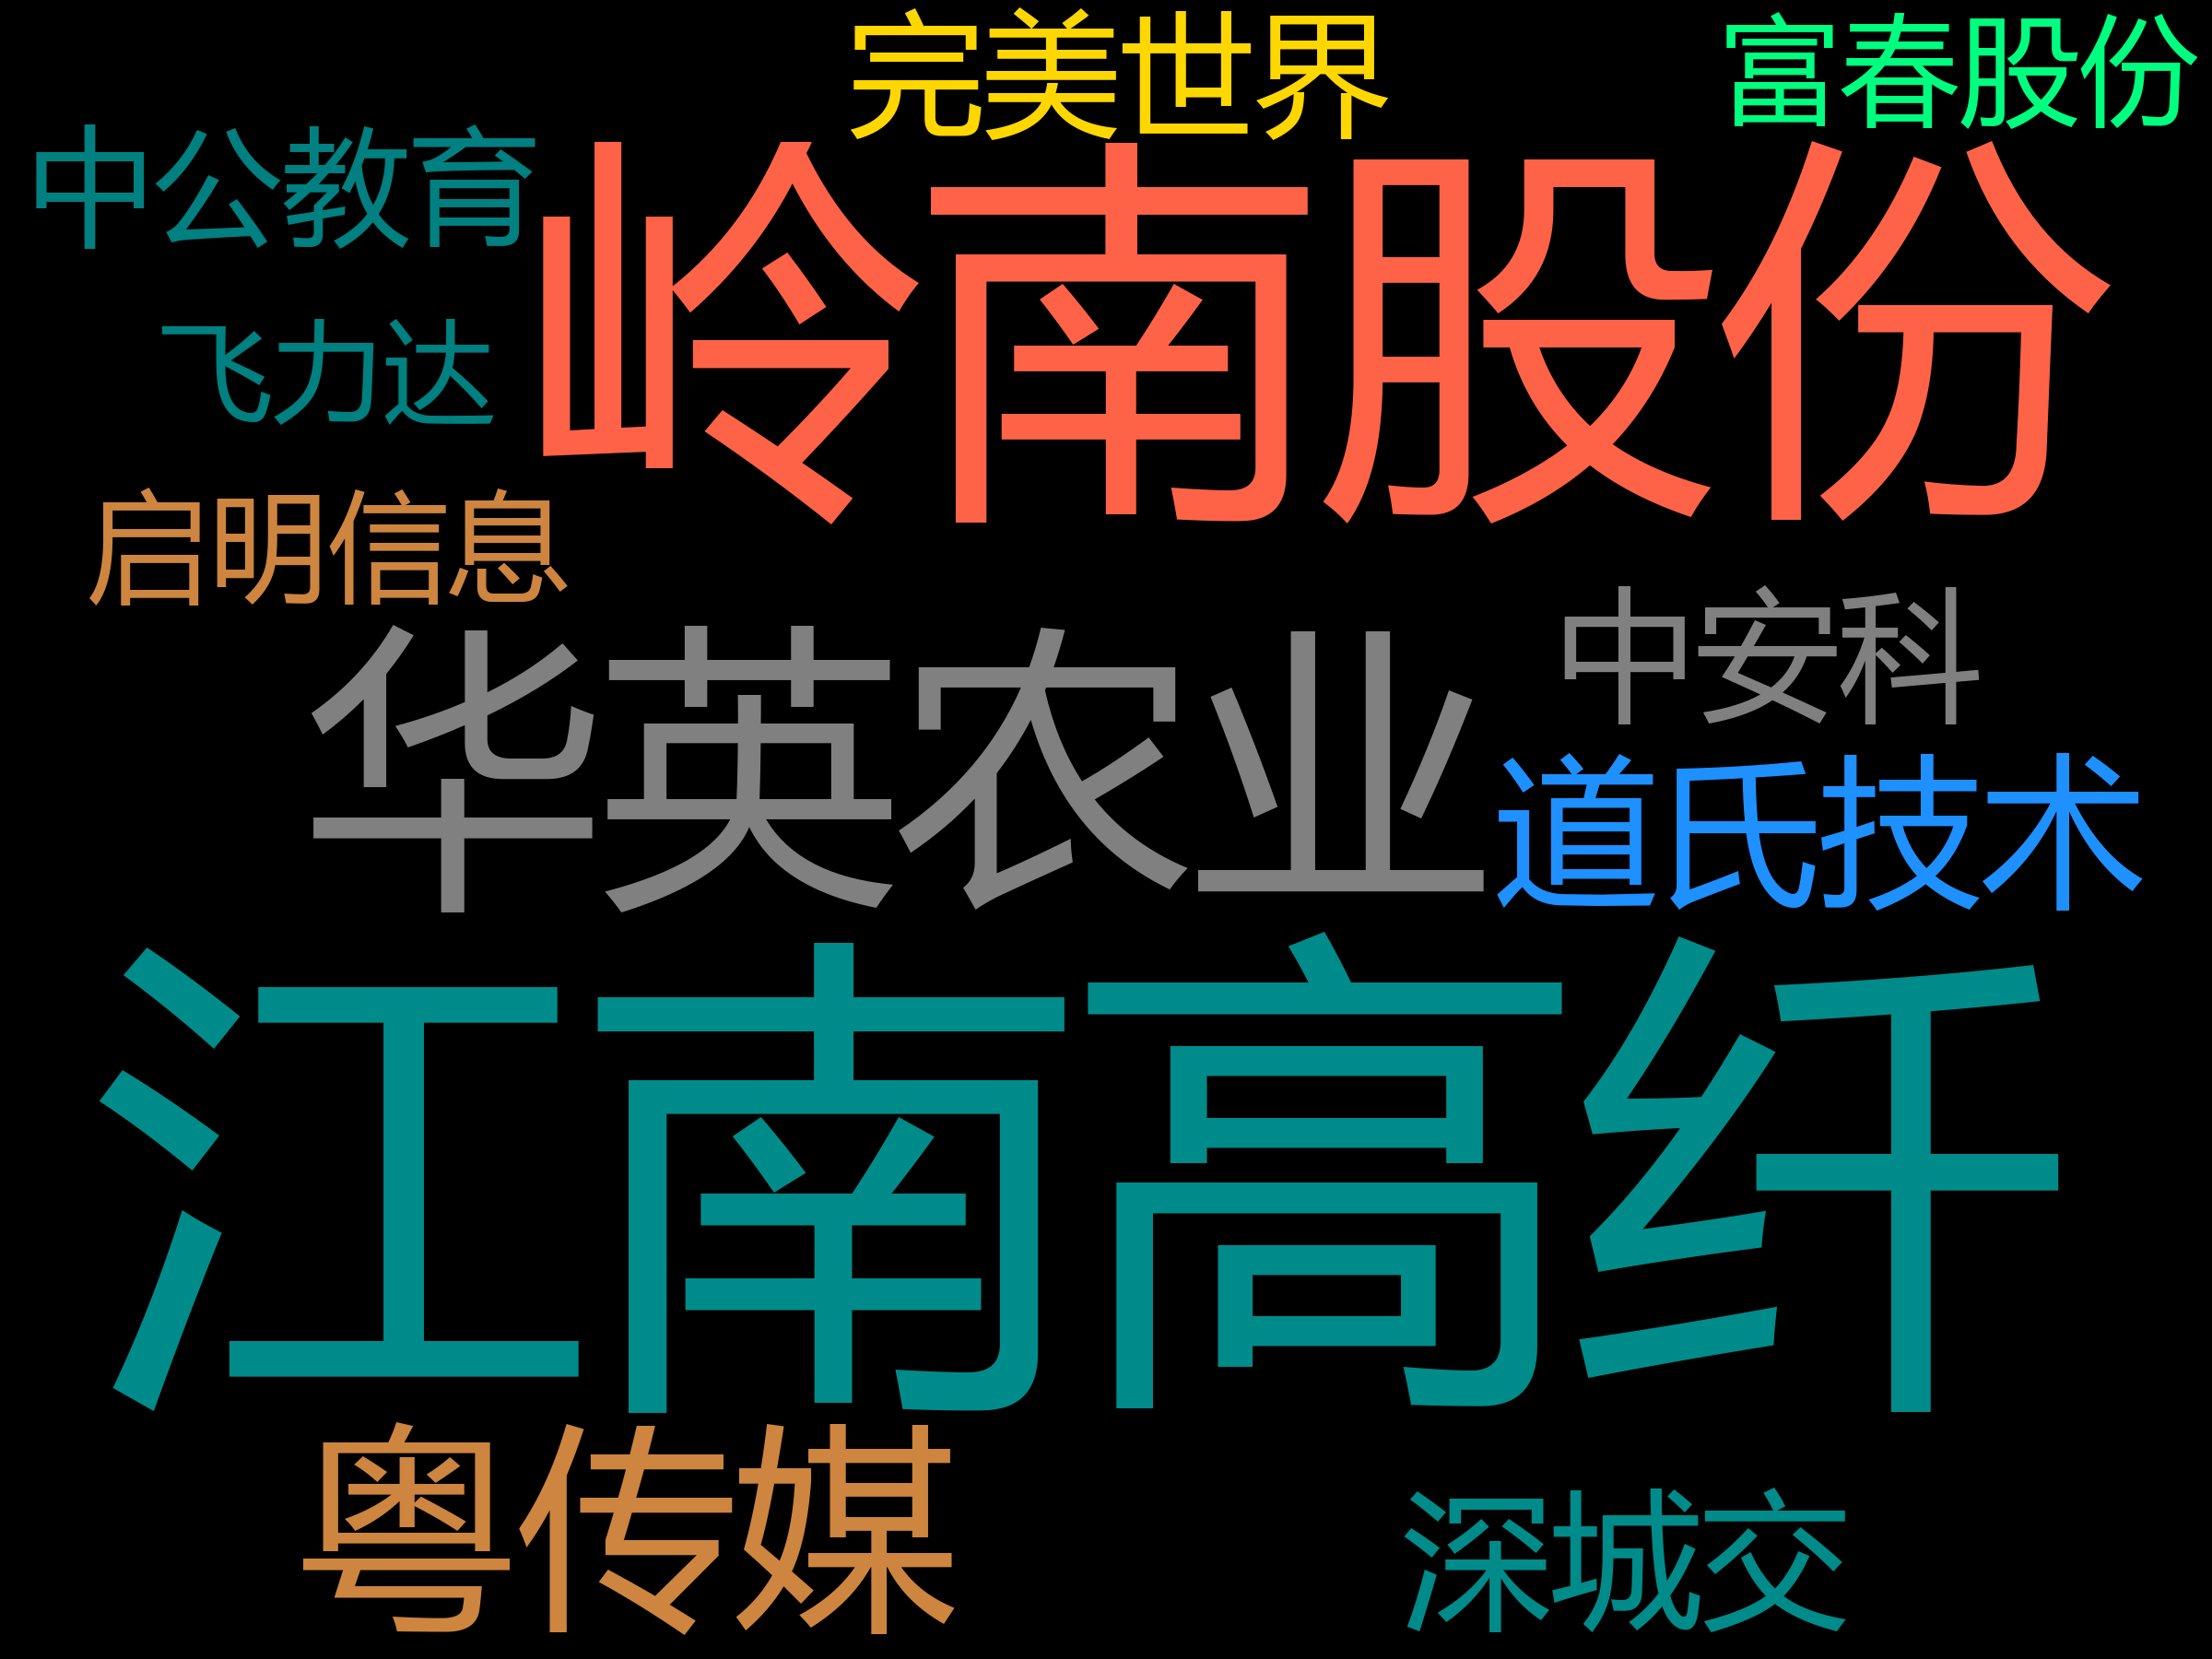 完美世界
富春股份
中公教育
岭南股份
飞力达
启明信息
中安科
华英农业
道氏技术
江南高纤
粤传媒
深城交